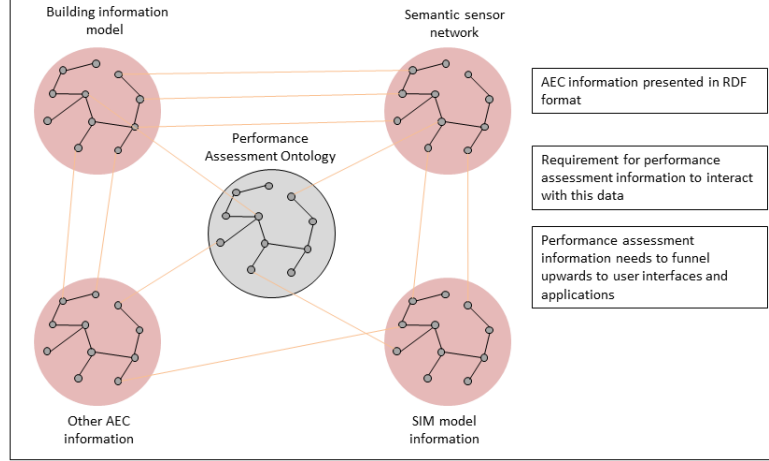 Building information
model
Semantic sensor
network
AEC information presented in RDF
format
Performance
Assessment Ontology
Requirement for performance
assessment information to interact
with this data
Performance assessment
information needs to funnel
upwards to user interfaces and
applications
Other AEC
information
SIM model
information